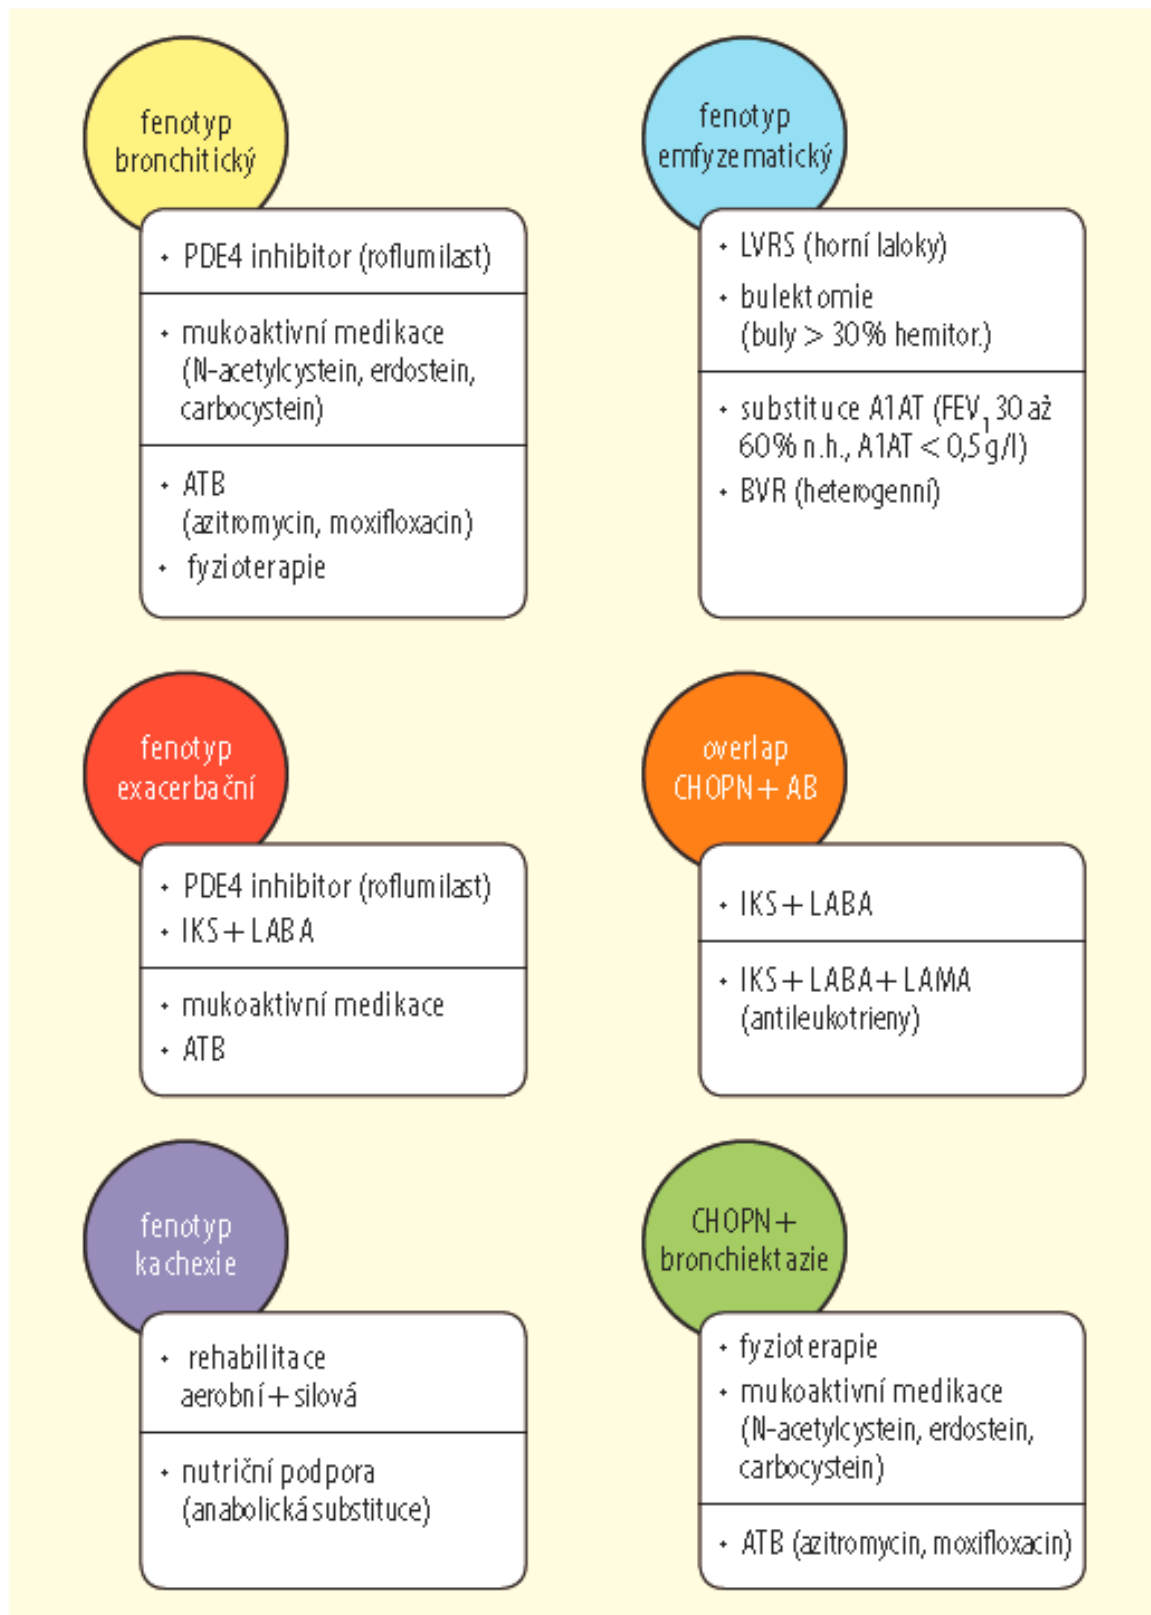 fenotyp
bronchitický
• PDE4 inhibitor (roflumilast)
• mukoaktivní medikace
(N-acetylcystein, erdostein,
carbocystein)
• ATB
(azitromycin, moxifloxacin)
• fyzioterapie
fenotyp
emfyzematický
• LVRS (horní laloky)
• bulektomie
(buly > 30% hemitor.)
• substituce A1AT (FEV₁ 30 až
60% n.h., A1AT < 0,5 g/l)
• BVR (heterogenní)
fenotyp
exacerbační
• PDE4 inhibitor (roflumilast)
• IKS + LABA
• mukoaktivní medikace
• ATB
overlap
CHOPN + AB
• IKS + LABA
• IKS + LABA + LAMA
(antileukotrieny)
fenotyp
kachexie
• rehabilitace
aerobní + silová
• nutriční podpora
(anabolická substituce)
CHOPN +
bronchiektazie
• fyzioterapie
• mukoaktivní medikace
(N-acetylcystein, erdostein,
carbocystein)
• ATB (azitromycin, moxifloxacin)